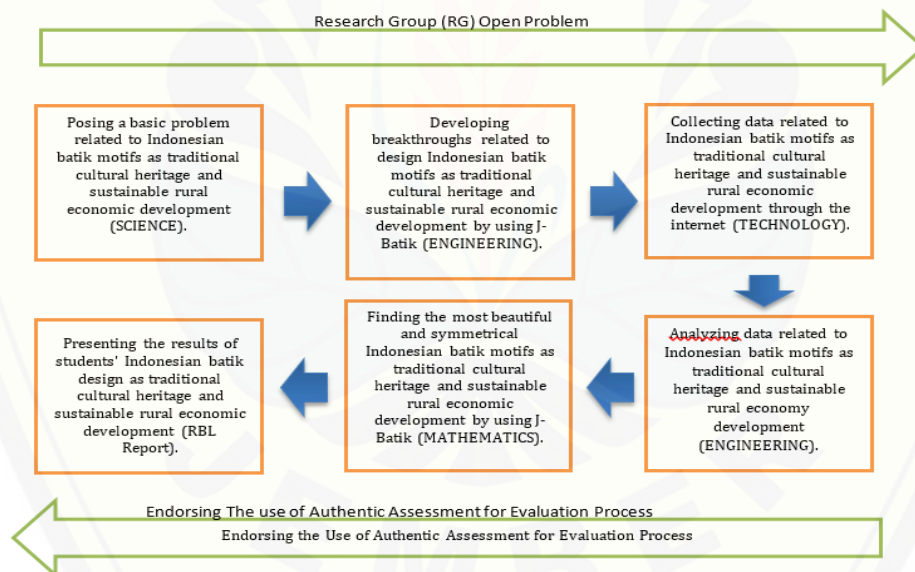 Research Group (RG) Open Problem
Posing a basic problem
related to Indonesian
batik motifs as traditional
cultural heritage and
sustainable rural
economic development
(SCIENCE).
Developing
breakthroughs related to
design Indonesian batik
motifs as traditional
cultural heritage and
sustainable rural economic
development by using J-
Batik (ENGINEERING).
Collecting data related to
Indonesian batik motifs as
traditional cultural
heritage and sustainable
rural economic
development through the
internet (TECHNOLOGY).
Analyzing data related to
Indonesian batik motifs as
traditional cultural
heritage and sustainable
rural economy
development
(ENGINEERING).
Finding the most beautiful
and symmetrical
Indonesian batik motifs as
traditional cultural
heritage and sustainable
rural economic
development by using J-
Batik (MATHEMATICS).
Presenting the results of
students' Indonesian batik
design as traditional
cultural heritage and
sustainable rural economic
development (RBL
Report).
Endorsing The use of Authentic Assessment for Evaluation Process
Endorsing the Use of Authentic Assessment for Evaluation Process